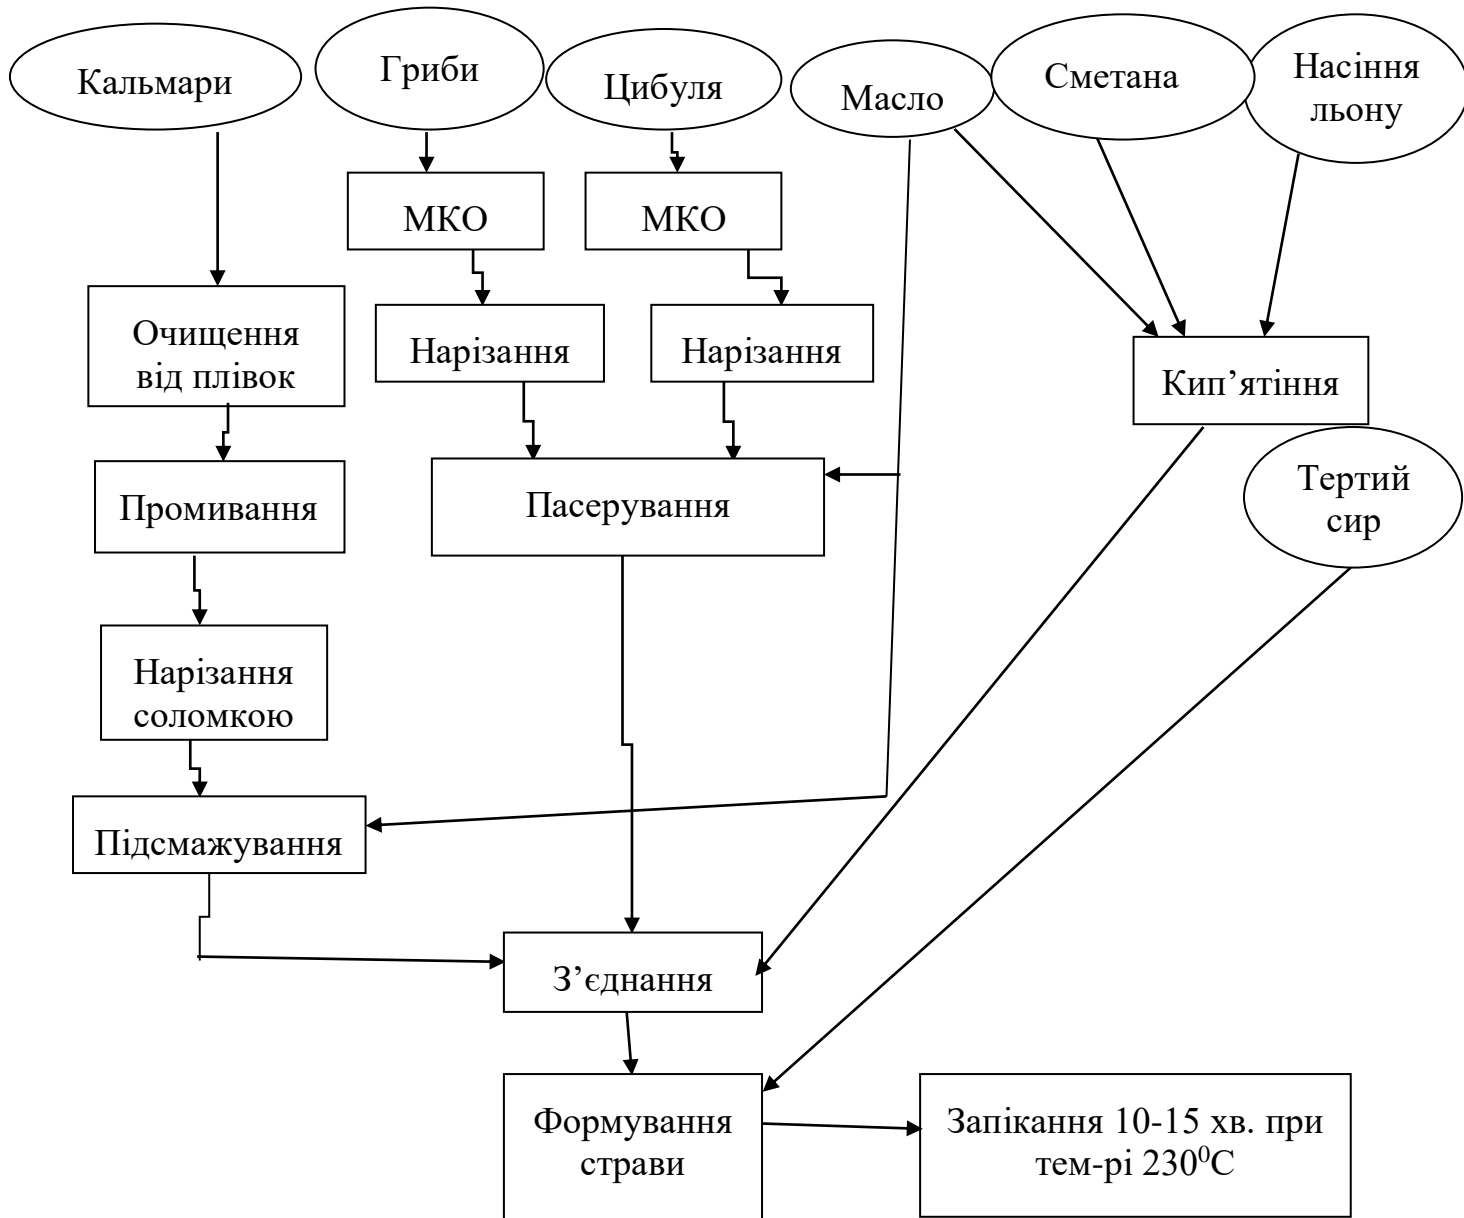 Кальмари
Гриби
Цибуля
Масло
Сметана
Насіння
льону
МКО
МКО
Очищення
від плівок
Нарізання
Нарізання
Кип’ятіння
Промивання
Пасерування
Тертий
сир
Нарізання
соломкою
Підсмажування
З’єднання
Формування
страви
Запікання 10-15 хв. при
тем-рі 230⁰С